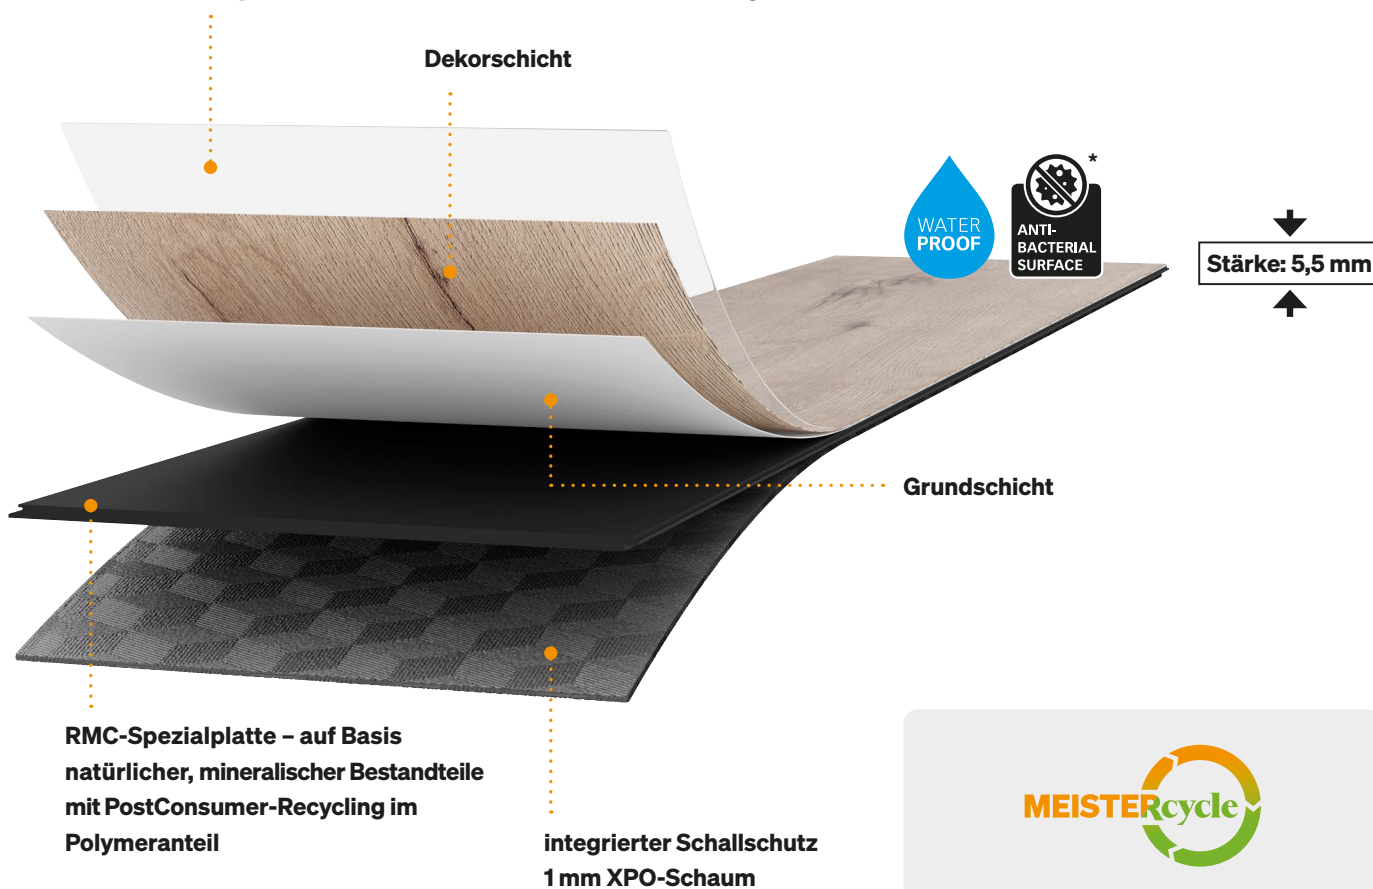 Dekorschicht
WATER
PROOF
*
ANTI-
BACTERIAL
SURFACE
Stärke: 5,5 mm
Grundschicht
RMC-Spezialplatte – auf Basis
natürlicher, mineralischer Bestandteile
mit PostConsumer-Recycling im
Polymeranteil
integrierter Schallschutz
1 mm XPO-Schaum
MEISTERcycle